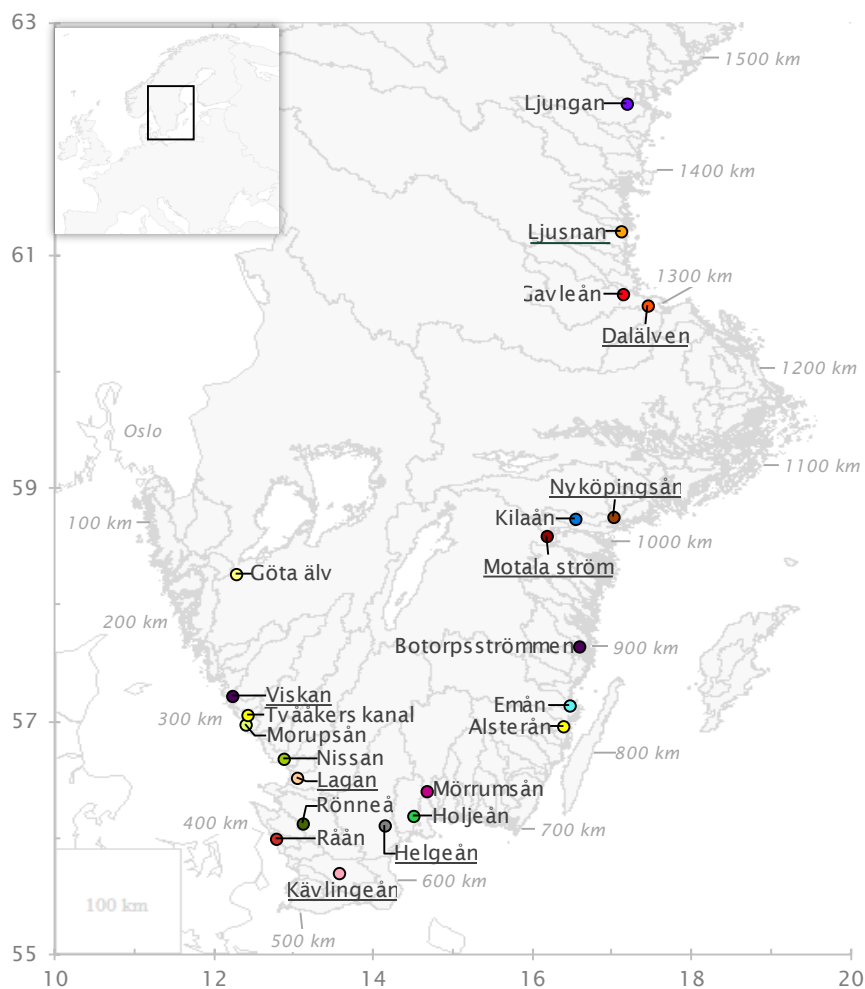 63
1500 km
Ljungan
1400 km
Ljusnan
61
1300 km
Gavleån
Dalälven
1200 km
Oslo
1100 km
59
Nyköpingsån
Kilaån
100 km
1000 km
Motala ström
Göta älv
200 km
Botorpsströmmen
900 km
Viskan
Emån
Tvååkers kanal
300 km
57
Alsterån
Morupsån
800 km
Nissan
Lagan
Mörrumsån
Rönneå
Holjeån
400 km
700 km
Råån
Helgeån
600 km
Kävlingeån
100 km
500 km
55
10
12
14
16
18
20